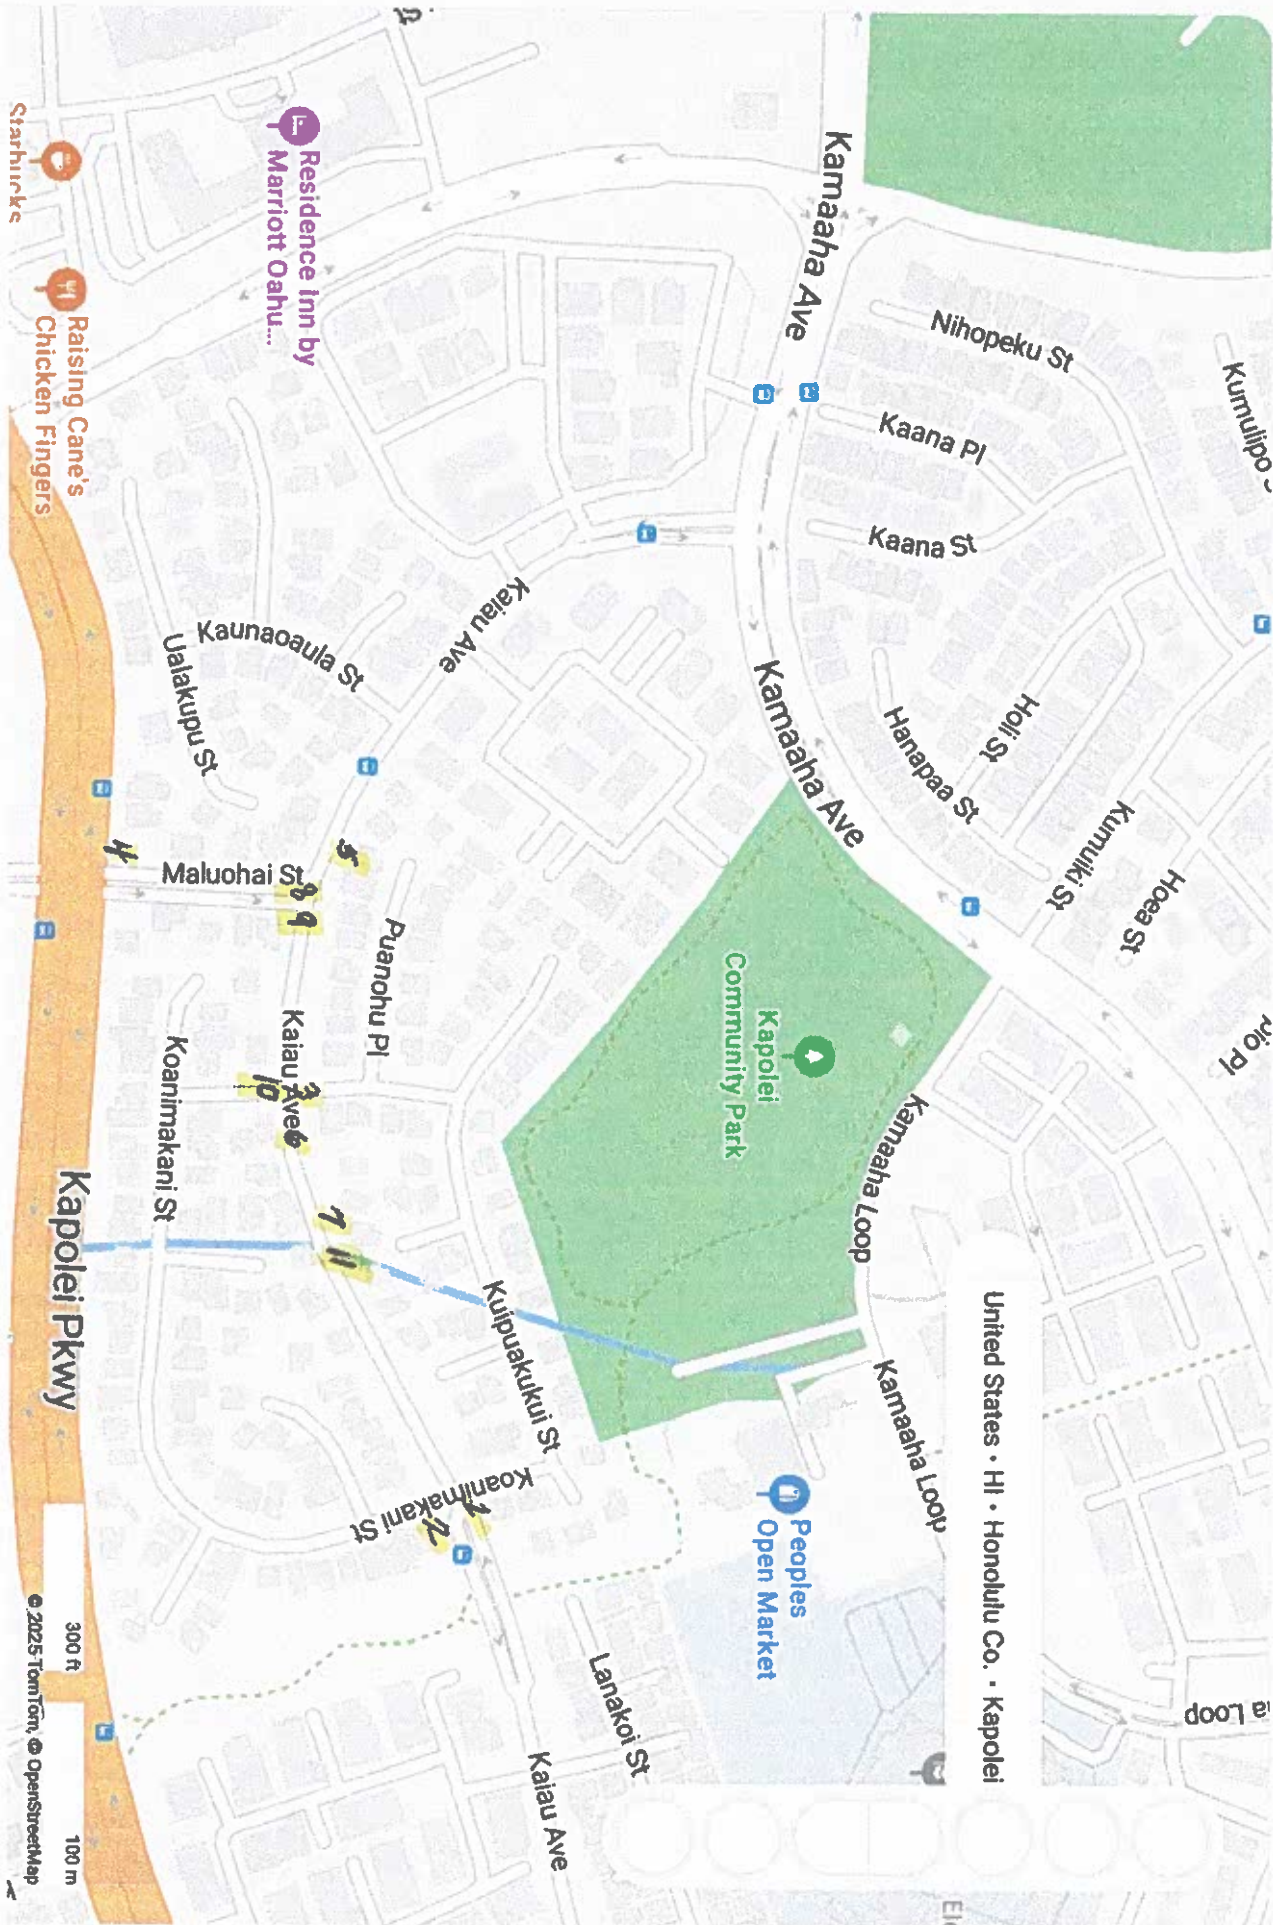 United States • HI • Honolulu Co. • Kapolei
Kamaaha Ave
Nihopeku St
Kumulipo
Kaana Pl
Kaana St
Residence Inn by
Marriott Oahu...
Starbucks
Raising Cane's
Chicken Fingers
Kaiau Ave
Kaunaoaula St
Ualakupu St
Kamaaha Ave
Hanapaa St
Holi St
Kumuiki St
Hoea St
pio Pl
Maluohai St
4
5
8
9
Puanohu Pl
Kapolei
Community Park
Kaiau Ave
3
10
6
Koanimakani St
7
11
Kapolei Pkwy
Kuipuakukui St
Kamaaha Loop
Kamaaha Loop
Koanimakani St
1
2
Peoples
Open Market
Lanakoi St
Kaiau Ave
a Loop
Ele
300 ft
100 m
© 2025 TomTom, © OpenStreetMap